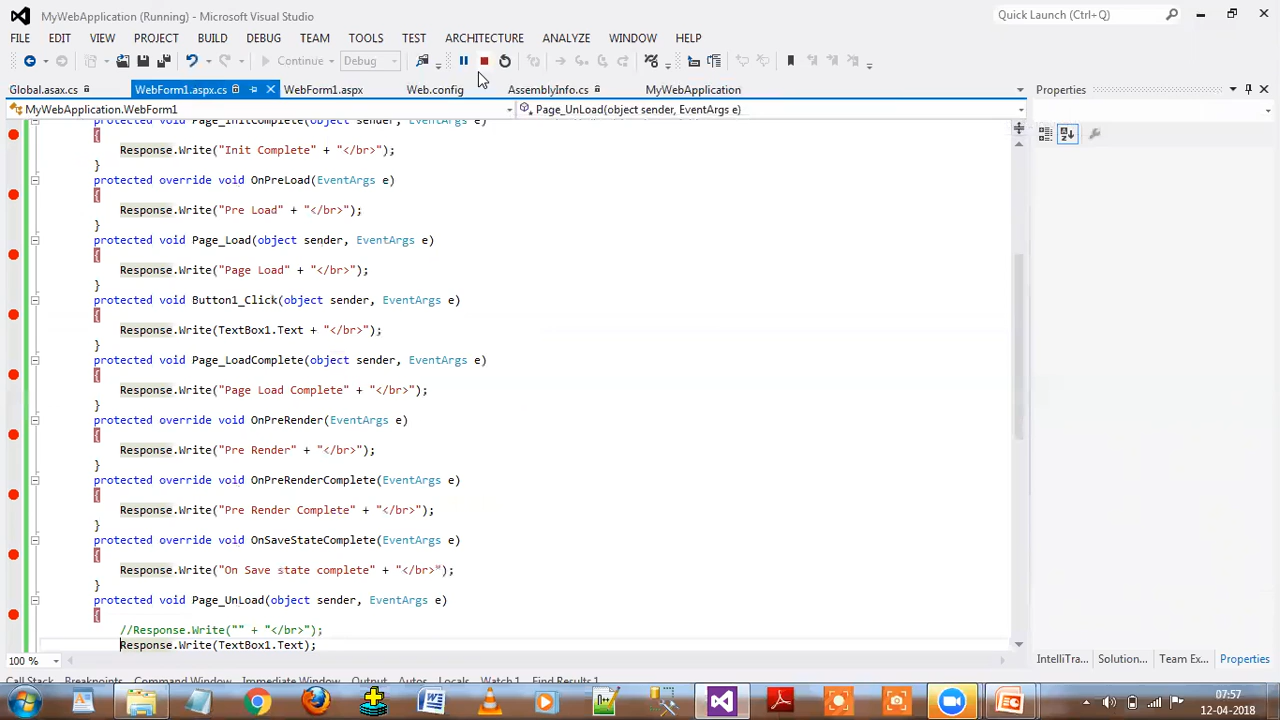 MyWebApplication (Running) - Microsoft Visual Studio
Quick Launch (Ctrl+Q)
FILE EDIT VIEW PROJECT BUILD DEBUG TEAM TOOLS TEST ARCHITECTURE ANALYZE WINDOW HELP
Continue Debug
Global.asax.cs WebForm1.aspx.cs WebForm1.aspx Web.config AssemblyInfo.cs MyWebApplication Properties
MyWebApplication.WebForm1 Page_UnLoad(object sender, EventArgs e)
protected void Page_InitComplete(object sender, EventArgs e)
{
Response.Write("Init Complete" + "</br>");
}
protected override void OnPreLoad(EventArgs e)
{
Response.Write("Pre Load" + "</br>");
}
protected void Page_Load(object sender, EventArgs e)
{
Response.Write("Page Load" + "</br>");
}
protected void Button1_Click(object sender, EventArgs e)
{
Response.Write(TextBox1.Text + "</br>");
}
protected void Page_LoadComplete(object sender, EventArgs e)
{
Response.Write("Page Load Complete" + "</br>");
}
protected override void OnPreRender(EventArgs e)
{
Response.Write("Pre Render" + "</br>");
}
protected override void OnPreRenderComplete(EventArgs e)
{
Response.Write("Pre Render Complete" + "</br>");
}
protected override void OnSaveStateComplete(EventArgs e)
{
Response.Write("On Save state complete" + "</br>");
}
protected void Page_UnLoad(object sender, EventArgs e)
{
//Response.Write("" + "</br>");
Response.Write(TextBox1.Text);
100 %
IntelliTra... Solution... Team Ex... Properties
Call Stack Breakpoints Command Window Immediate Window Output Autos Locals Watch 1 Find Results 1
07:57
12-04-2018